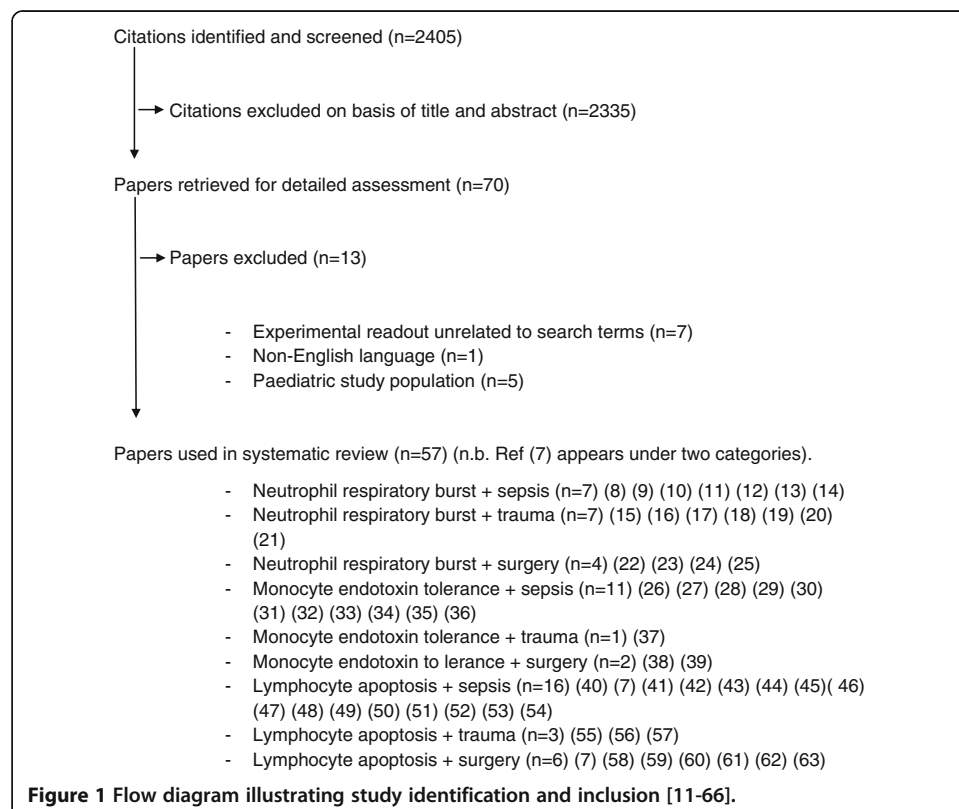 Citations identified and screened (n=2405)
Citations excluded on basis of title and abstract (n=2335)
Papers retrieved for detailed assessment (n=70)
Papers excluded (n=13)
- Experimental readout unrelated to search terms (n=7)
- Non-English language (n=1)
- Paediatric study population (n=5)
Papers used in systematic review (n=57) (n.b. Ref (7) appears under two categories).
- Neutrophil respiratory burst + sepsis (n=7) (8) (9) (10) (11) (12) (13) (14)
- Neutrophil respiratory burst + trauma (n=7) (15) (16) (17) (18) (19) (20)
(21)
- Neutrophil respiratory burst + surgery (n=4) (22) (23) (24) (25)
- Monocyte endotoxin tolerance + sepsis (n=11) (26) (27) (28) (29) (30)
(31) (32) (33) (34) (35) (36)
- Monocyte endotoxin tolerance + trauma (n=1) (37)
- Monocyte endotoxin to lerance + surgery (n=2) (38) (39)
- Lymphocyte apoptosis + sepsis (n=16) (40) (7) (41) (42) (43) (44) (45)( 46)
(47) (48) (49) (50) (51) (52) (53) (54)
- Lymphocyte apoptosis + trauma (n=3) (55) (56) (57)
- Lymphocyte apoptosis + surgery (n=6) (7) (58) (59) (60) (61) (62) (63)
Figure 1 Flow diagram illustrating study identification and inclusion [11-66].